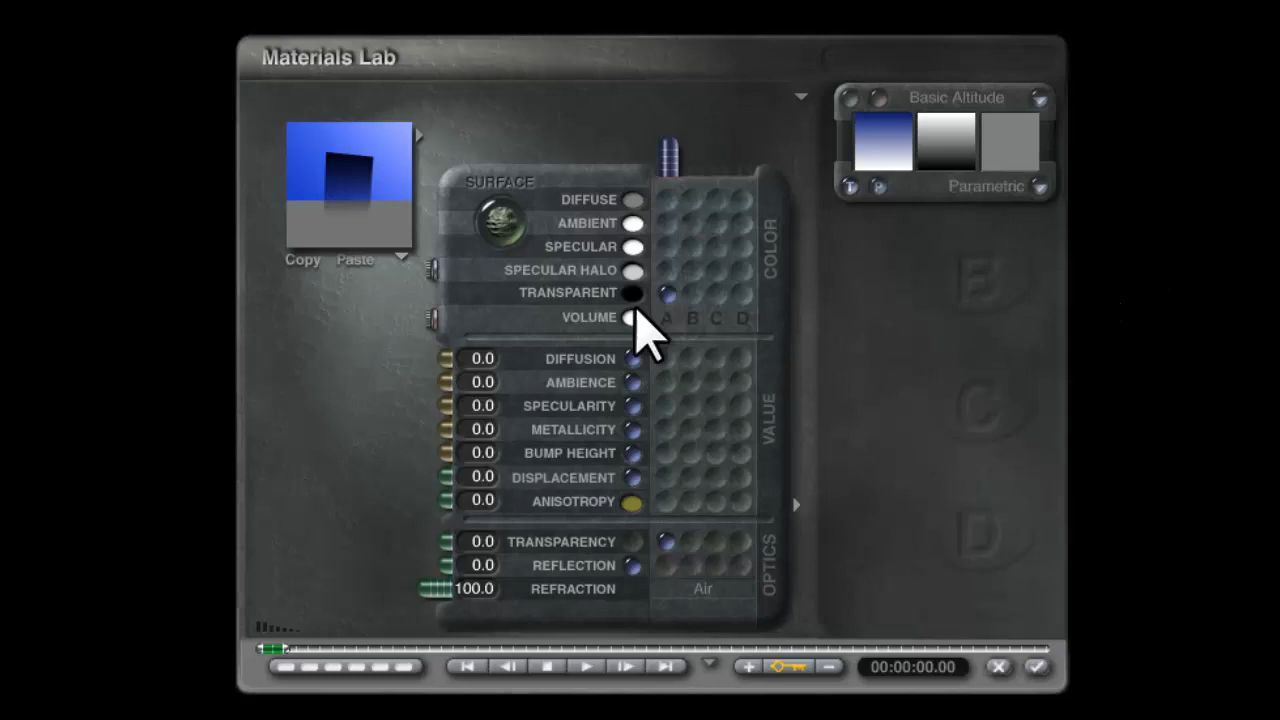 Materials Lab
Basic Altitude
T P Parametric
Copy Paste
SURFACE
DIFFUSE
AMBIENT
SPECULAR
SPECULAR HALO
TRANSPARENT
VOLUME
A B C D
COLOR
0.0 DIFFUSION
0.0 AMBIENCE
0.0 SPECULARITY
0.0 METALLICITY
0.0 BUMP HEIGHT
0.0 DISPLACEMENT
0.0 ANISOTROPY
VALUE
0.0 TRANSPARENCY
0.0 REFLECTION
100.0 REFRACTION Air
OPTICS
B
C
D
00:00:00.00